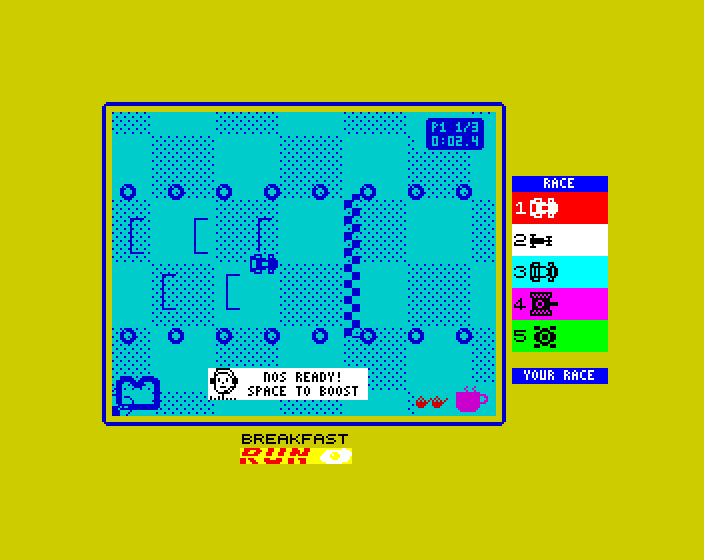 P1 1/3
0:02.4
RACE
1
2
3
4
5
NOS READY!
SPACE TO BOOST
YOUR RACE
BREAKFAST
RUN